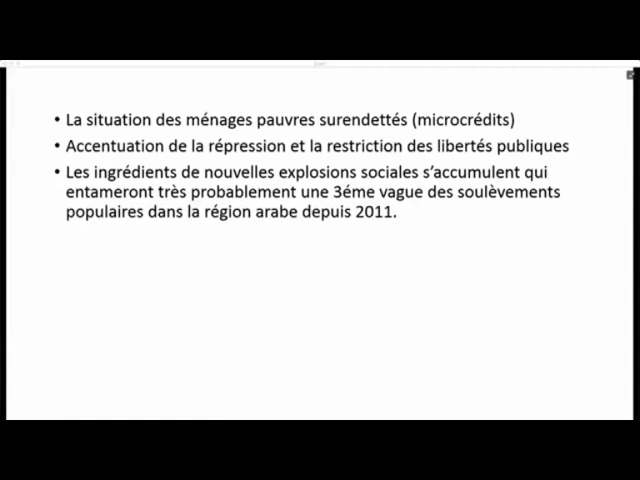 • La situation des ménages pauvres surendettés (microcrédits)
• Accentuation de la répression et la restriction des libertés publiques
• Les ingrédients de nouvelles explosions sociales s’accumulent qui
entameront très probablement une 3éme vague des soulèvements
populaires dans la région arabe depuis 2011.